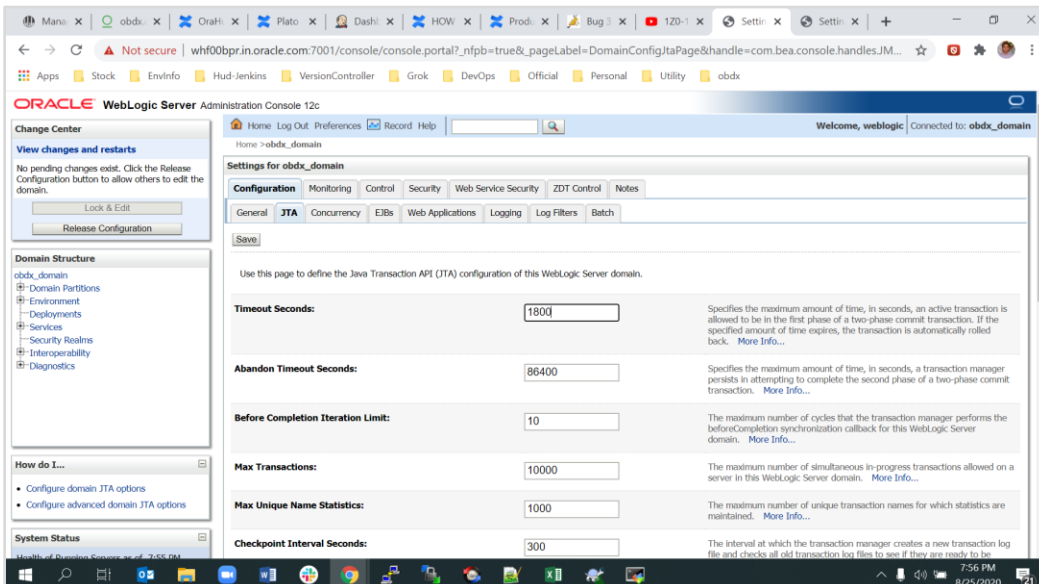 Mana
obdx.
OraH
Plato
Dashl
HOW
Produ
Bug 3
1Z0-1
Settin
Settin
Not secure | whf00bpr.in.oracle.com:7001/console/console.portal?_nfpb=true&_pageLabel=DomainConfigJtaPage&handle=com.bea.console.handles.JM...
Apps Stock EnvInfo Hud-Jenkins VersionController Grok DevOps Official Personal Utility obdx
ORACLE WebLogic Server Administration Console 12c
Change Center
View changes and restarts
No pending changes exist. Click the Release
Configuration button to allow others to edit the
domain.
Lock & Edit
Release Configuration
Domain Structure
obdx_domain
Domain Partitions
Environment
Deployments
Services
Security Realms
Interoperability
Diagnostics
How do I...
• Configure domain JTA options
• Configure advanced domain JTA options
System Status
Health of Running Servers as of 7:55 PM
Home Log Out Preferences Record Help
Welcome, weblogic Connected to: obdx_domain
Home >obdx_domain
Settings for obdx_domain
Configuration Monitoring Control Security Web Service Security ZDT Control Notes
General JTA Concurrency EJBs Web Applications Logging Log Filters Batch
Save
Use this page to define the Java Transaction API (JTA) configuration of this WebLogic Server domain.
Timeout Seconds:
1800
Specifies the maximum amount of time, in seconds, an active transaction is
allowed to be in the first phase of a two-phase commit transaction. If the
specified amount of time expires, the transaction is automatically rolled
back. More Info...
Abandon Timeout Seconds:
86400
Specifies the maximum amount of time, in seconds, a transaction manager
persists in attempting to complete the second phase of a two-phase commit
transaction. More Info...
Before Completion Iteration Limit:
10
The maximum number of cycles that the transaction manager performs the
beforeCompletion synchronization callback for this WebLogic Server
domain. More Info...
Max Transactions:
10000
The maximum number of simultaneous in-progress transactions allowed on a
server in this WebLogic Server domain. More Info...
Max Unique Name Statistics:
1000
The maximum number of unique transaction names for which statistics are
maintained. More Info...
Checkpoint Interval Seconds:
300
The interval at which the transaction manager creates a new transaction log
file and checks all old transaction log files to see if they are ready to be
7:56 PM
8/25/2020
21